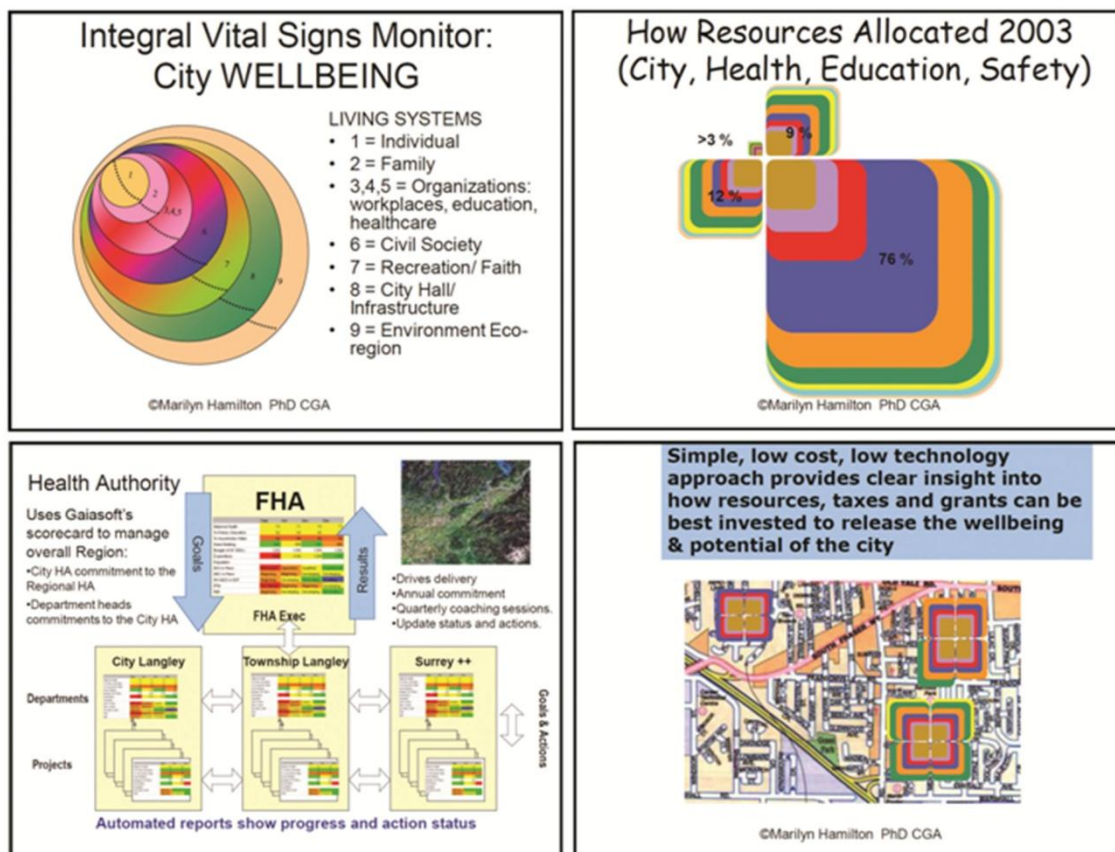 Integral Vital Signs Monitor:
City WELLBEING
1
2
3,4,5
6
7
8
9
LIVING SYSTEMS
• 1 = Individual
• 2 = Family
• 3,4,5 = Organizations:
workplaces, education,
healthcare
• 6 = Civil Society
• 7 = Recreation/ Faith
• 8 = City Hall/
Infrastructure
• 9 = Environment Eco-
region
©Marilyn Hamilton PhD CGA
How Resources Allocated 2003
(City, Health, Education, Safety)
>3 %
9 %
12 %
76 %
©Marilyn Hamilton PhD CGA
Health Authority
Uses Gaiasoft's
scorecard to manage
overall Region:
•City HA commitment to the
Regional HA
•Department heads
commitments to the City HA
Goals
FHA
FHA Exec
Results
•Drives delivery
•Annual commitment
•Quarterly coaching sessions.
•Update status and actions.
City Langley
Township Langley
Surrey ++
Departments
Projects
Goals & Actions
Automated reports show progress and action status
Simple, low cost, low technology
approach provides clear insight into
how resources, taxes and grants can be
best invested to release the wellbeing
& potential of the city
©Marilyn Hamilton PhD CGA